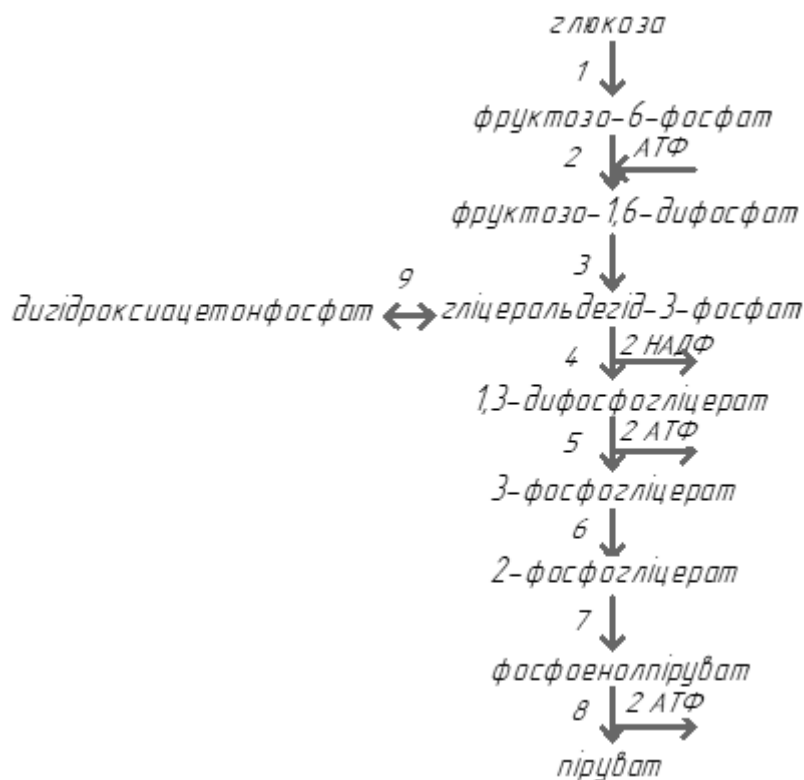 глюкоза
1
фруктозо-6-фосфат
2 АТФ
фруктозо-1,6-дифосфат
3
9
дигідроксиацетонфосфат гліцеральдегід-3-фосфат
4 2 НАДФ
1,3-дифосфогліцерат
5 2 АТФ
3-фосфогліцерат
6
2-фосфогліцерат
7
фосфоенолпіруват
8 2 АТФ
піруват